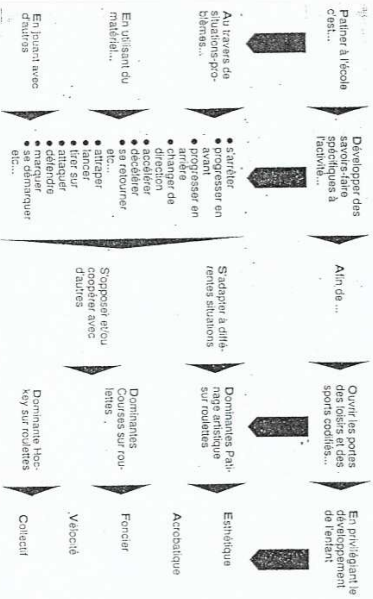 Patiner à l'école
c'est...
Au travers de
situations-pro-
blèmes...
En utilisant du
matériel...
En jouant avec
d'autres
Développer des
savoirs-faire
spécifiques à
l'activité...
• s'arrêter
• progresser en
avant
• progresser en
arrière
• changer de
direction
• accélérer
• décélérer
• se retourner
etc...
• attraper
• lancer
• tirer sur
• attaquer
• défendre
• marquer
• se démarquer
etc...
Afin de...
S'adapter à diffé-
rentes situations
S'opposer et/ou
coopérer avec
d'autres
Ouvrir les portes
des loisirs et des
sports codifiés...
Dominantes Pati-
nage artistique
sur roulettes
Dominantes
Courses sur rou-
lettes
Dominante Hoc-
key sur roulettes
En privilégiant le
développement
de l'enfant
Esthétique
Acrobatique
Foncier
Vélocité
Collectif